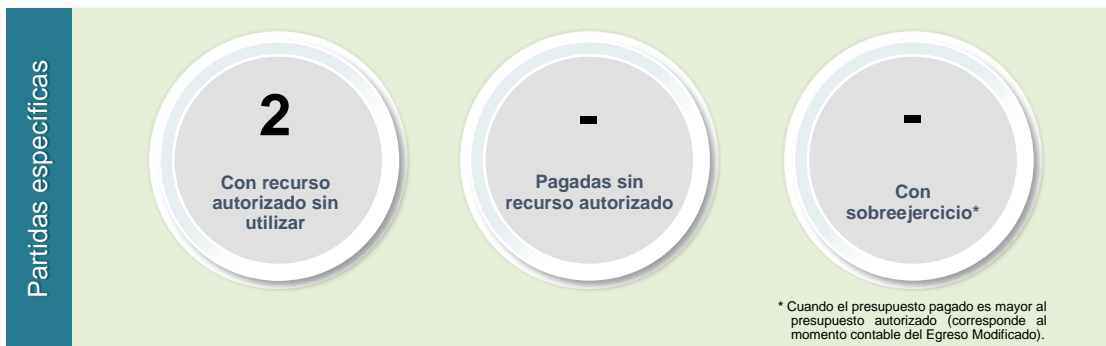 Partidas específicas
2
Con recurso
autorizado sin
utilizar
-
Pagadas sin
recurso autorizado
-
Con
sobreejercicio*
* Cuando el presupuesto pagado es mayor al
presupuesto autorizado (corresponde al
momento contable del Egreso Modificado).